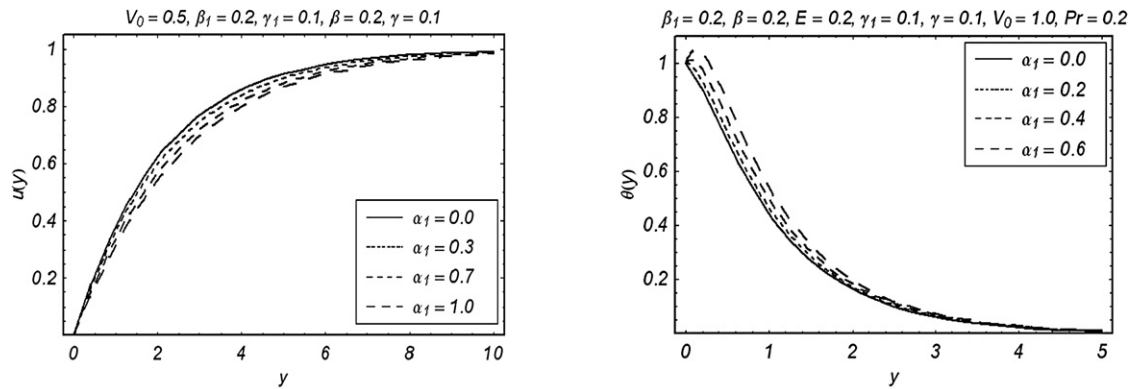 V₀ = 0.5, β₁ = 0.2, γ₁ = 0.1, β = 0.2, γ = 0.1
1
0.8
0.6
0.4
0.2
u(y)
α₁ = 0.0
α₁ = 0.3
α₁ = 0.7
α₁ = 1.0
0 2 4 6 8 10
y
β₁ = 0.2, β = 0.2, E = 0.2, γ₁ = 0.1, γ = 0.1, V₀ = 1.0, Pr = 0.2
1
0.8
0.6
0.4
0.2
θ(y)
α₁ = 0.0
α₁ = 0.2
α₁ = 0.4
α₁ = 0.6
0 1 2 3 4 5
y